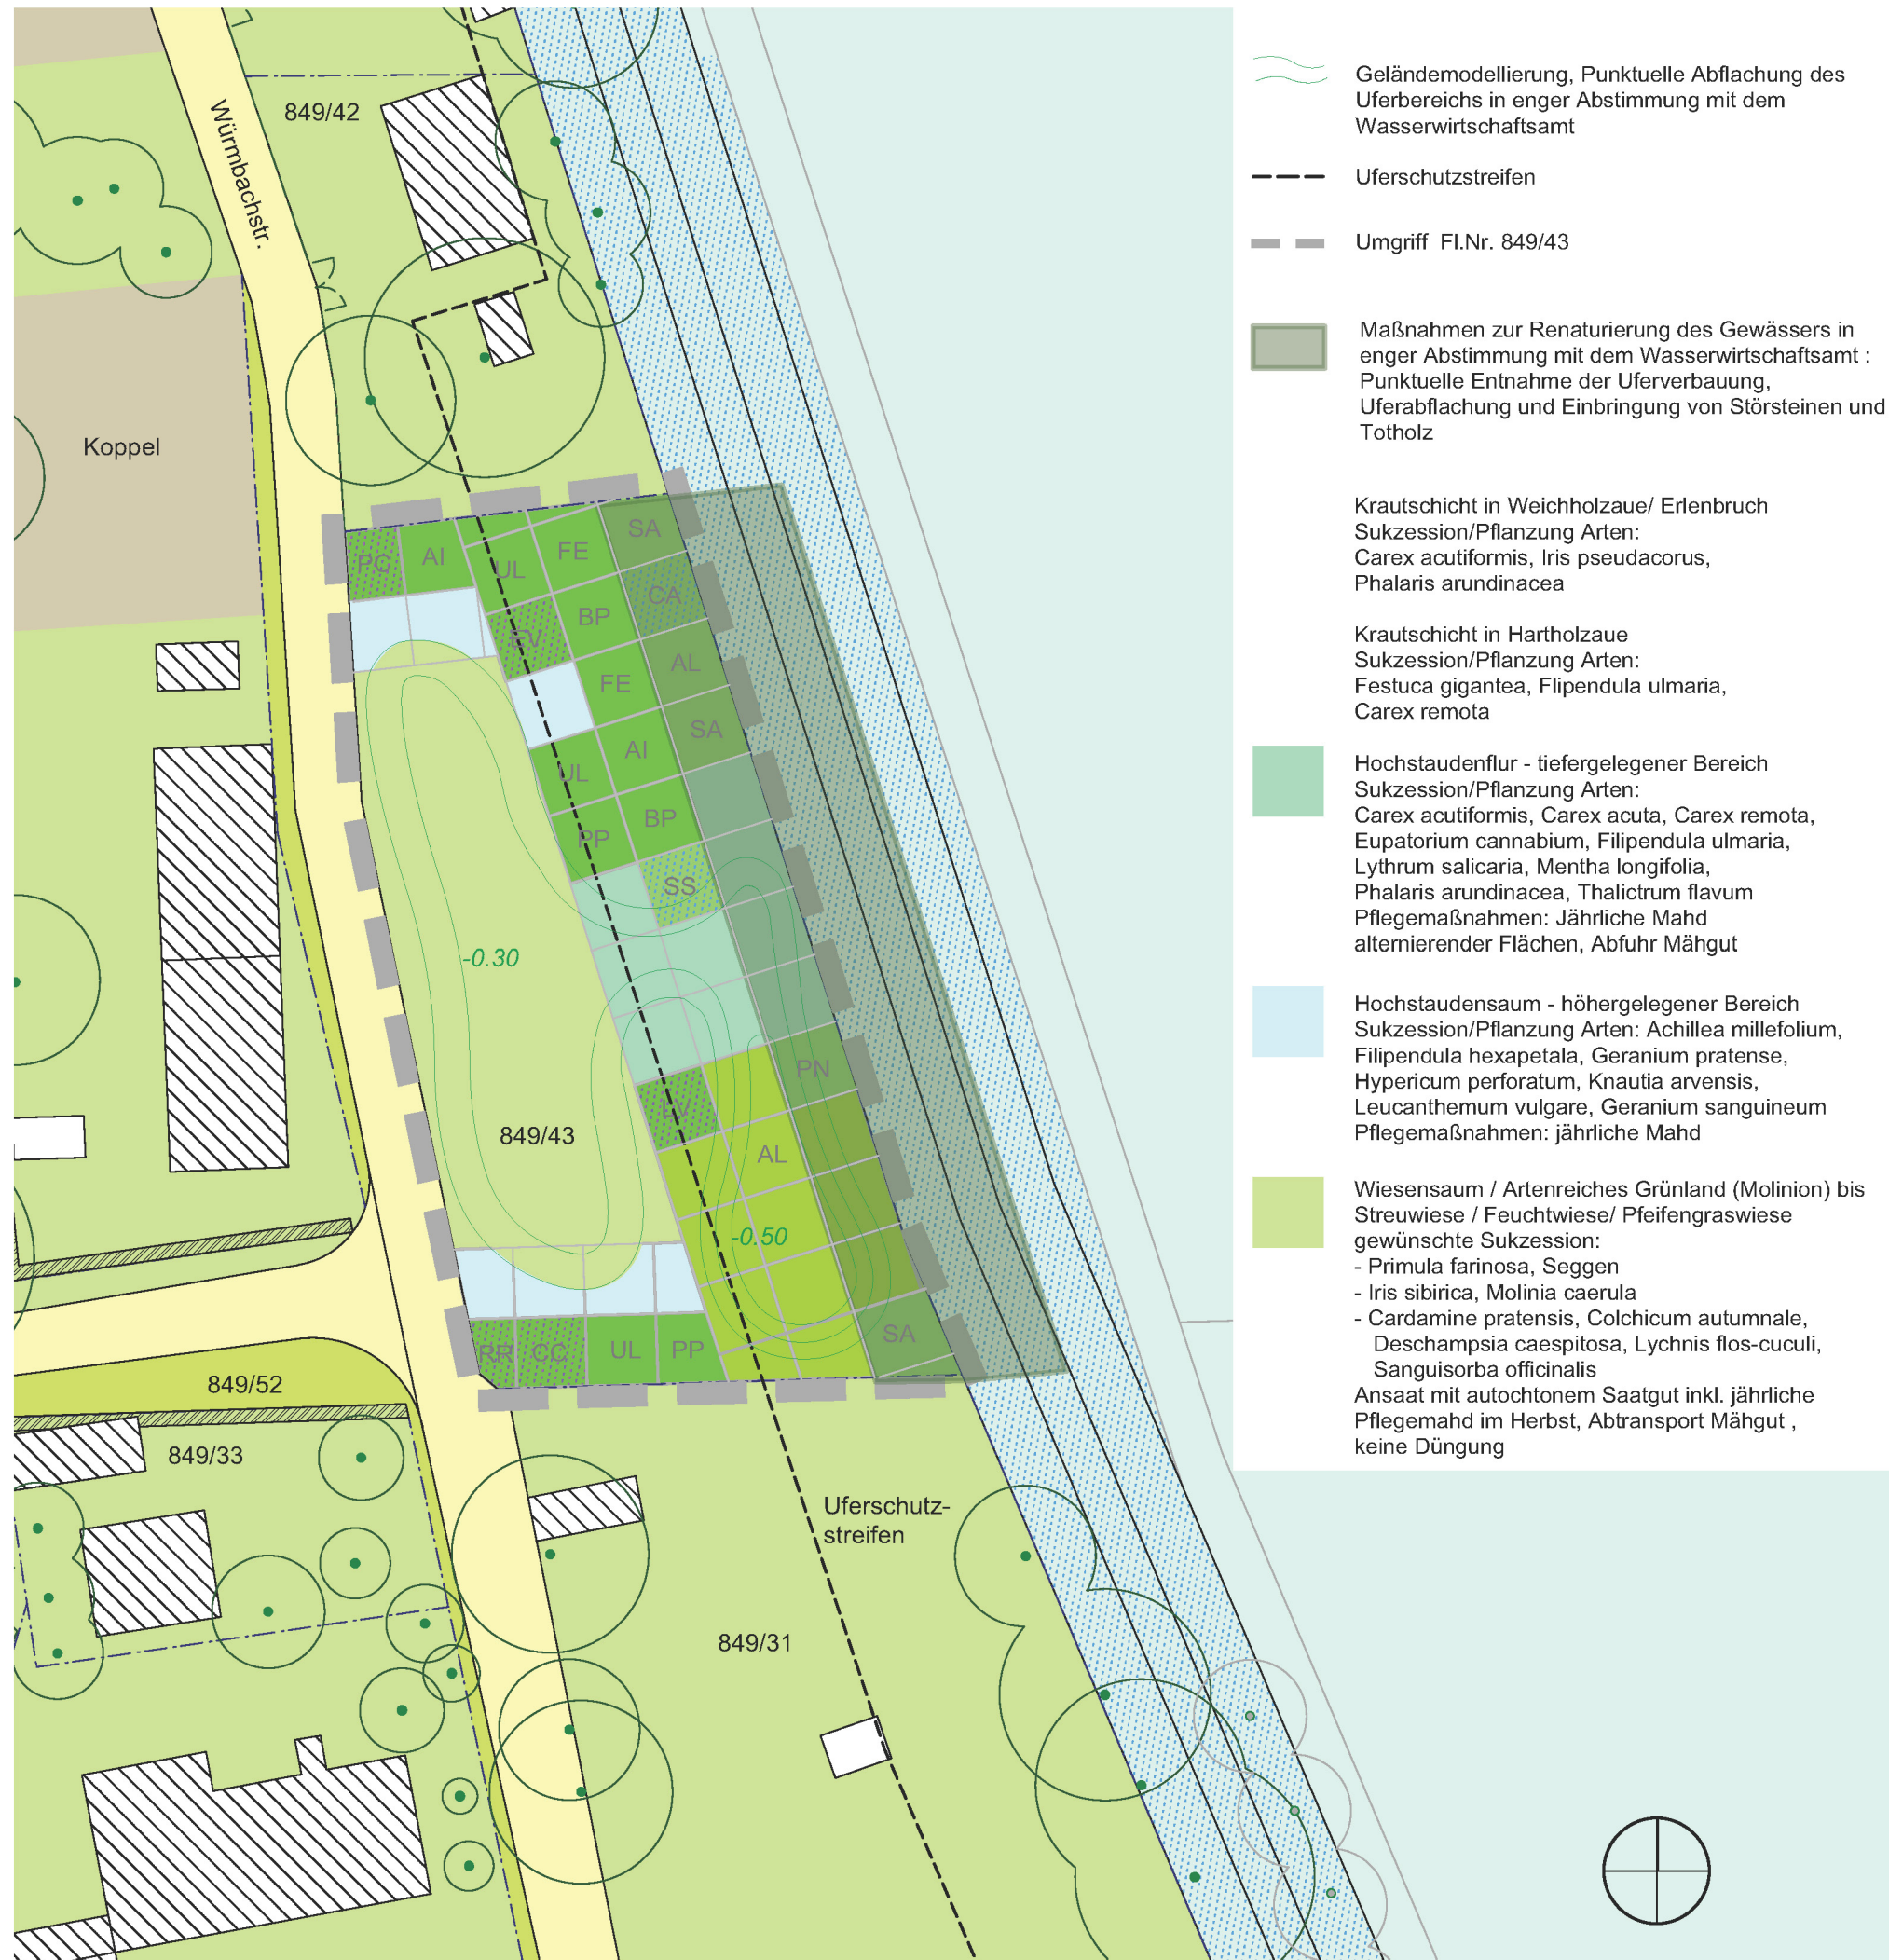 Würmbachstr.
849/42
Koppel
PC
AI
UL
FE
SA
EV
BP
CA
FE
AL
AI
SA
UL
BP
PP
SS
-0.30
PN
EV
849/43
AL
-0.50
SA
RR
CC
UL
PP
849/52
849/33
Uferschutz-
streifen
849/31
Geländemodellierung, Punktuelle Abflachung des
Uferbereichs in enger Abstimmung mit dem
Wasserwirtschaftsamt
Uferschutzstreifen
Umgriff Fl.Nr. 849/43
Maßnahmen zur Renaturierung des Gewässers in
enger Abstimmung mit dem Wasserwirtschaftsamt :
Punktuelle Entnahme der Uferverbauung,
Uferabflachung und Einbringung von Störsteinen und
Totholz
Krautschicht in Weichholzaue/ Erlenbruch
Sukzession/Pflanzung Arten:
Carex acutiformis, Iris pseudacorus,
Phalaris arundinacea
Krautschicht in Hartholzaue
Sukzession/Pflanzung Arten:
Festuca gigantea, Flipendula ulmaria,
Carex remota
Hochstaudenflur - tiefergelegener Bereich
Sukzession/Pflanzung Arten:
Carex acutiformis, Carex acuta, Carex remota,
Eupatorium cannabium, Filipendula ulmaria,
Lythrum salicaria, Mentha longifolia,
Phalaris arundinacea, Thalictrum flavum
Pflegemaßnahmen: Jährliche Mahd
alternierender Flächen, Abfuhr Mähgut
Hochstaudensaum - höhergelegener Bereich
Sukzession/Pflanzung Arten: Achillea millefolium,
Filipendula hexapetala, Geranium pratense,
Hypericum perforatum, Knautia arvensis,
Leucanthemum vulgare, Geranium sanguineum
Pflegemaßnahmen: jährliche Mahd
Wiesensaum / Artenreiches Grünland (Molinion) bis
Streuwiese / Feuchtwiese/ Pfeifengraswiese
gewünschte Sukzession:
- Primula farinosa, Seggen
- Iris sibirica, Molinia caerula
- Cardamine pratensis, Colchicum autumnale,
Deschampsia caespitosa, Lychnis flos-cuculi,
Sanguisorba officinalis
Ansaat mit autochtonem Saatgut inkl. jährliche
Pflegemahd im Herbst, Abtransport Mähgut ,
keine Düngung